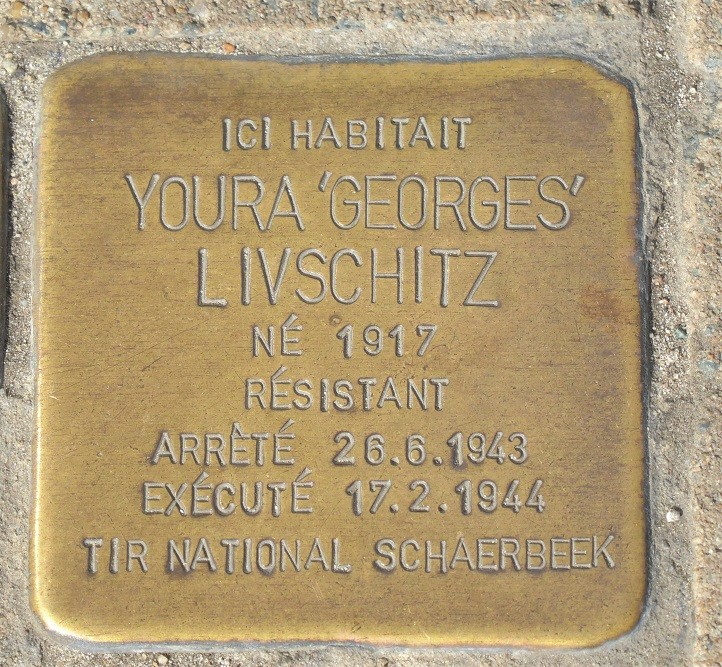 ICI HABITAIT
YOURA 'GEORGES'
LIVSCHITZ
NÉ 1917
RÉSISTANT
ARRÊTÉ 26.6.1943
EXÉCUTÉ 17.2.1944
TIR NATIONAL SCHAERBEEK